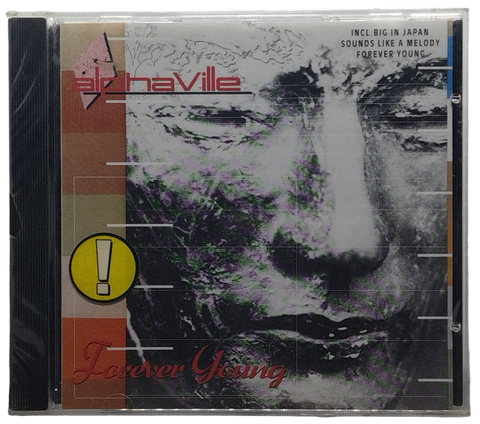 INCL. BIG IN JAPAN
SOUNDS LIKE A MELODY
FOREVER YOUNG
alphaville
!
Forever Young